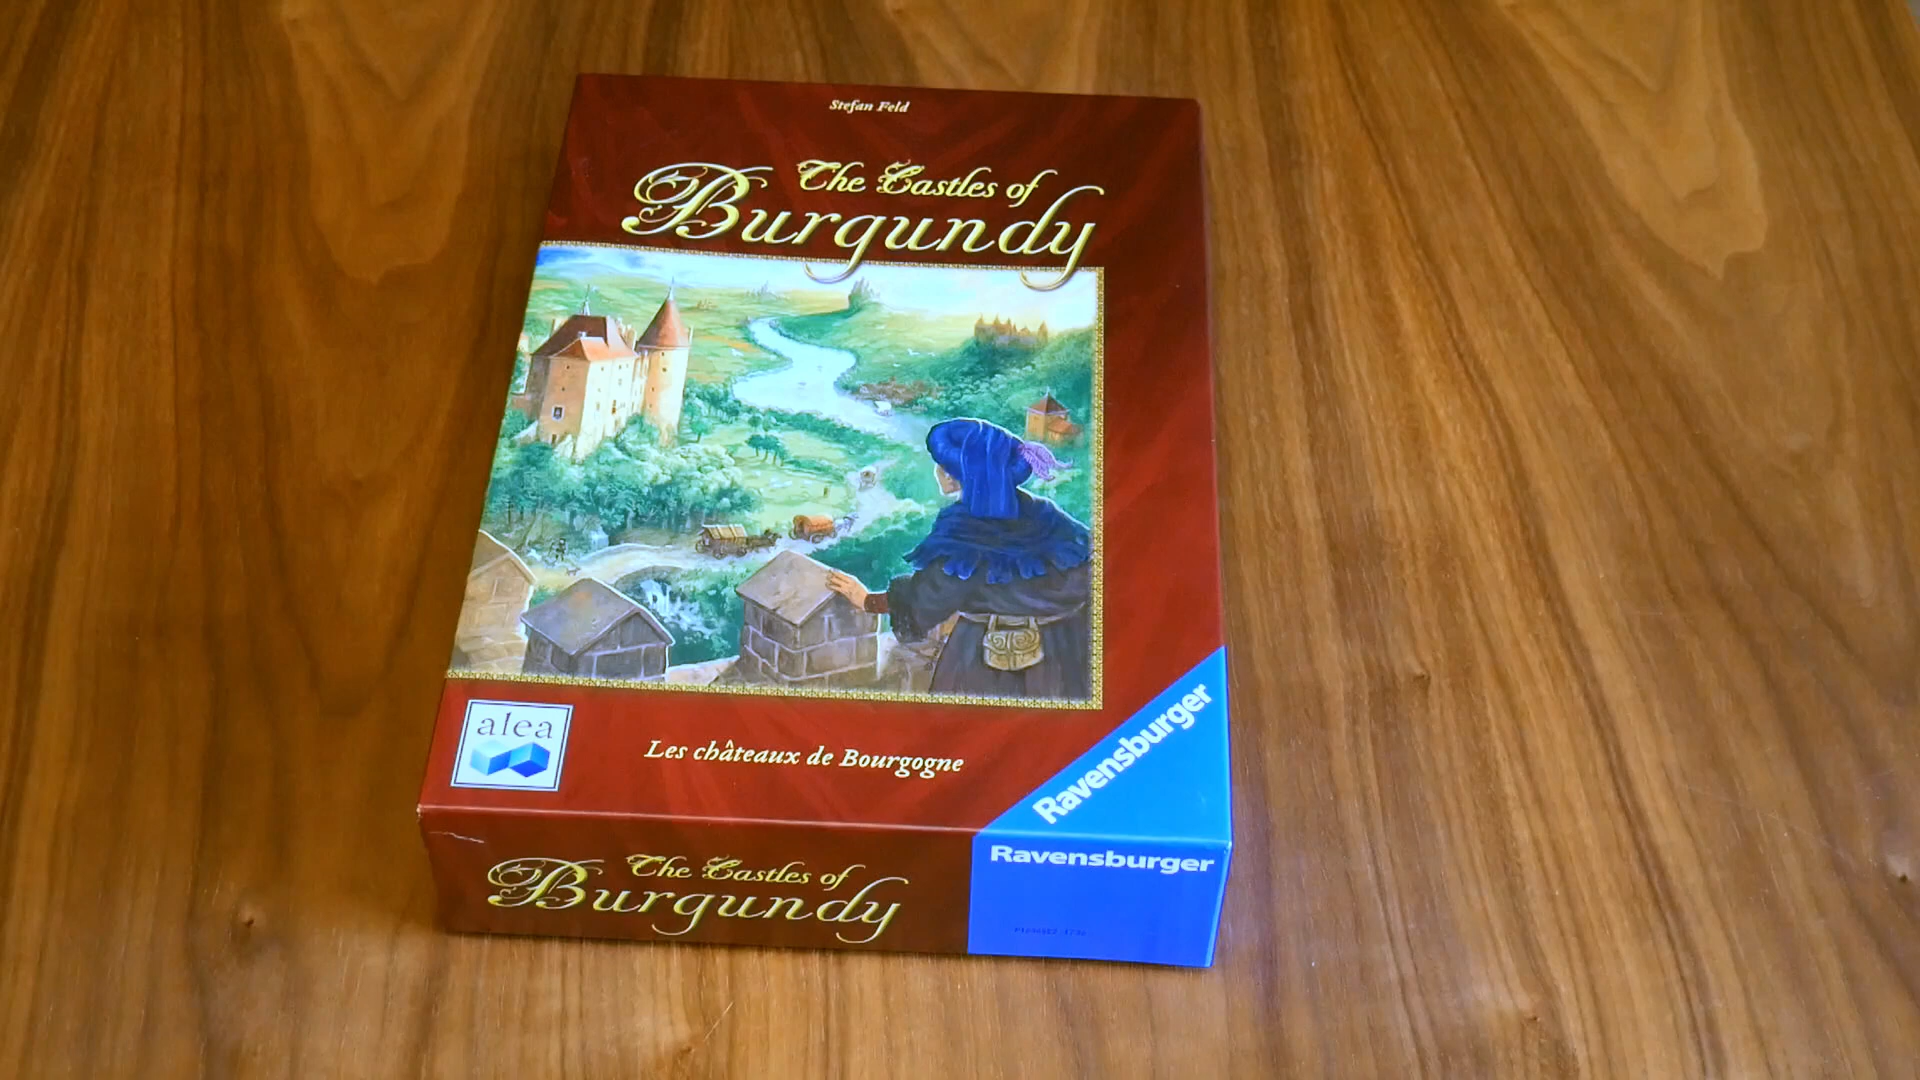 Stefan Feld
The Castles of
Burgundy
alea
Les châteaux de Bourgogne
Ravensburger
The Castles of
Burgundy
Ravensburger